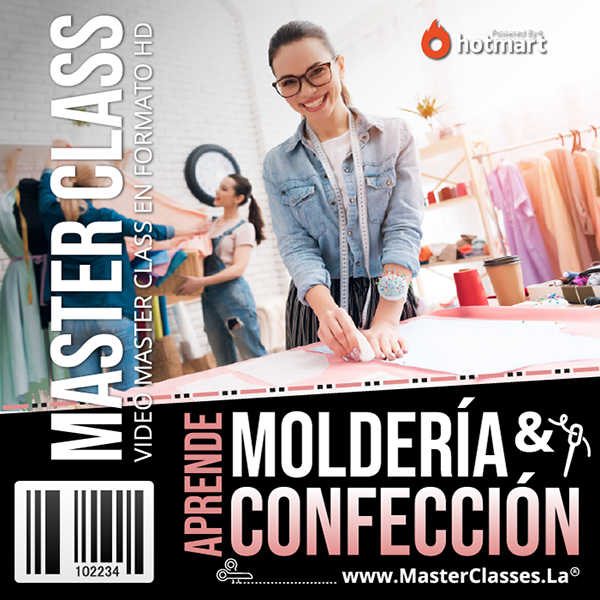 Powered By
hotmart
MASTER CLASS
VIDEO MASTER CLASS EN FORMATO HD
APRENDE
MOLDERÍA &
CONFECCIÓN
102234
www.MasterClasses.La®